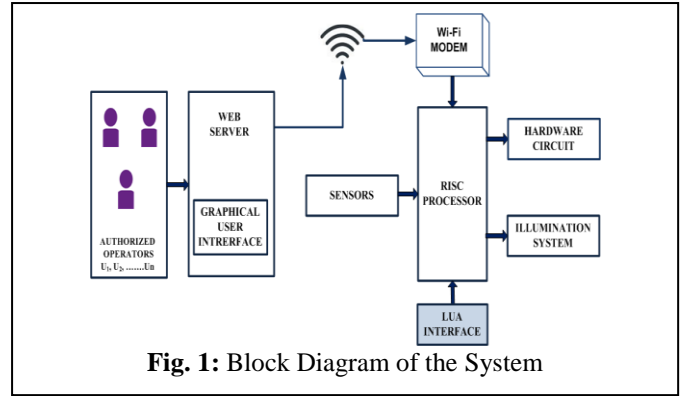 Wi-Fi
MODEM
WEB
SERVER
GRAPHICAL
USER
INTRERFACE
AUTHORIZED
OPERATORS
U1, U2, .......Un
SENSORS
RISC
PROCESSOR
HARDWARE
CIRCUIT
ILLUMINATION
SYSTEM
LUA
INTERFACE
Fig. 1: Block Diagram of the System